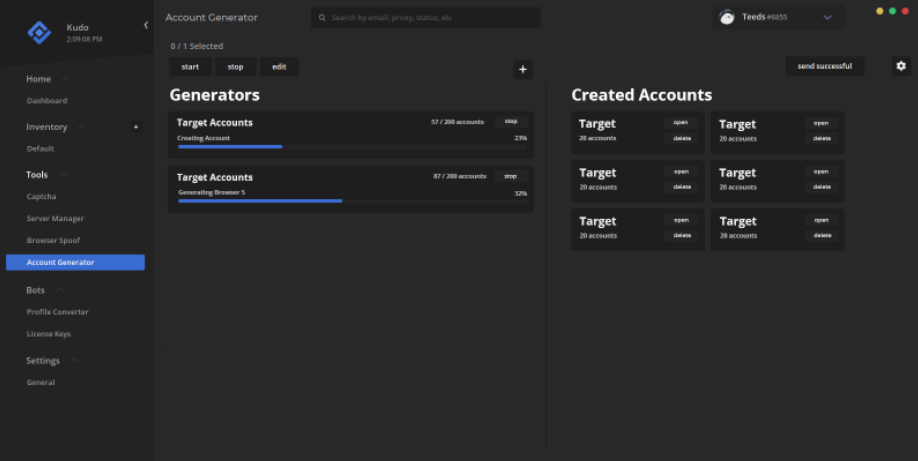 Kudo
2:09:08 PM
Home
Dashboard
Inventory
+
Default
Tools
Captcha
Server Manager
Browser Spoof
Account Generator
Bots
Profile Converter
License Keys
Settings
General
Account Generator
Search by email, proxy, status, etc
Teeds #6855
0 / 1 Selected
start stop edit
+
send successful
Generators
Target Accounts 57 / 200 accounts stop
Creating Account 23%
Target Accounts 87 / 200 accounts stop
Generating Browser 5 32%
Created Accounts
Target open
20 accounts delete
Target open
20 accounts delete
Target open
20 accounts delete
Target open
20 accounts delete
Target open
20 accounts delete
Target open
20 accounts delete